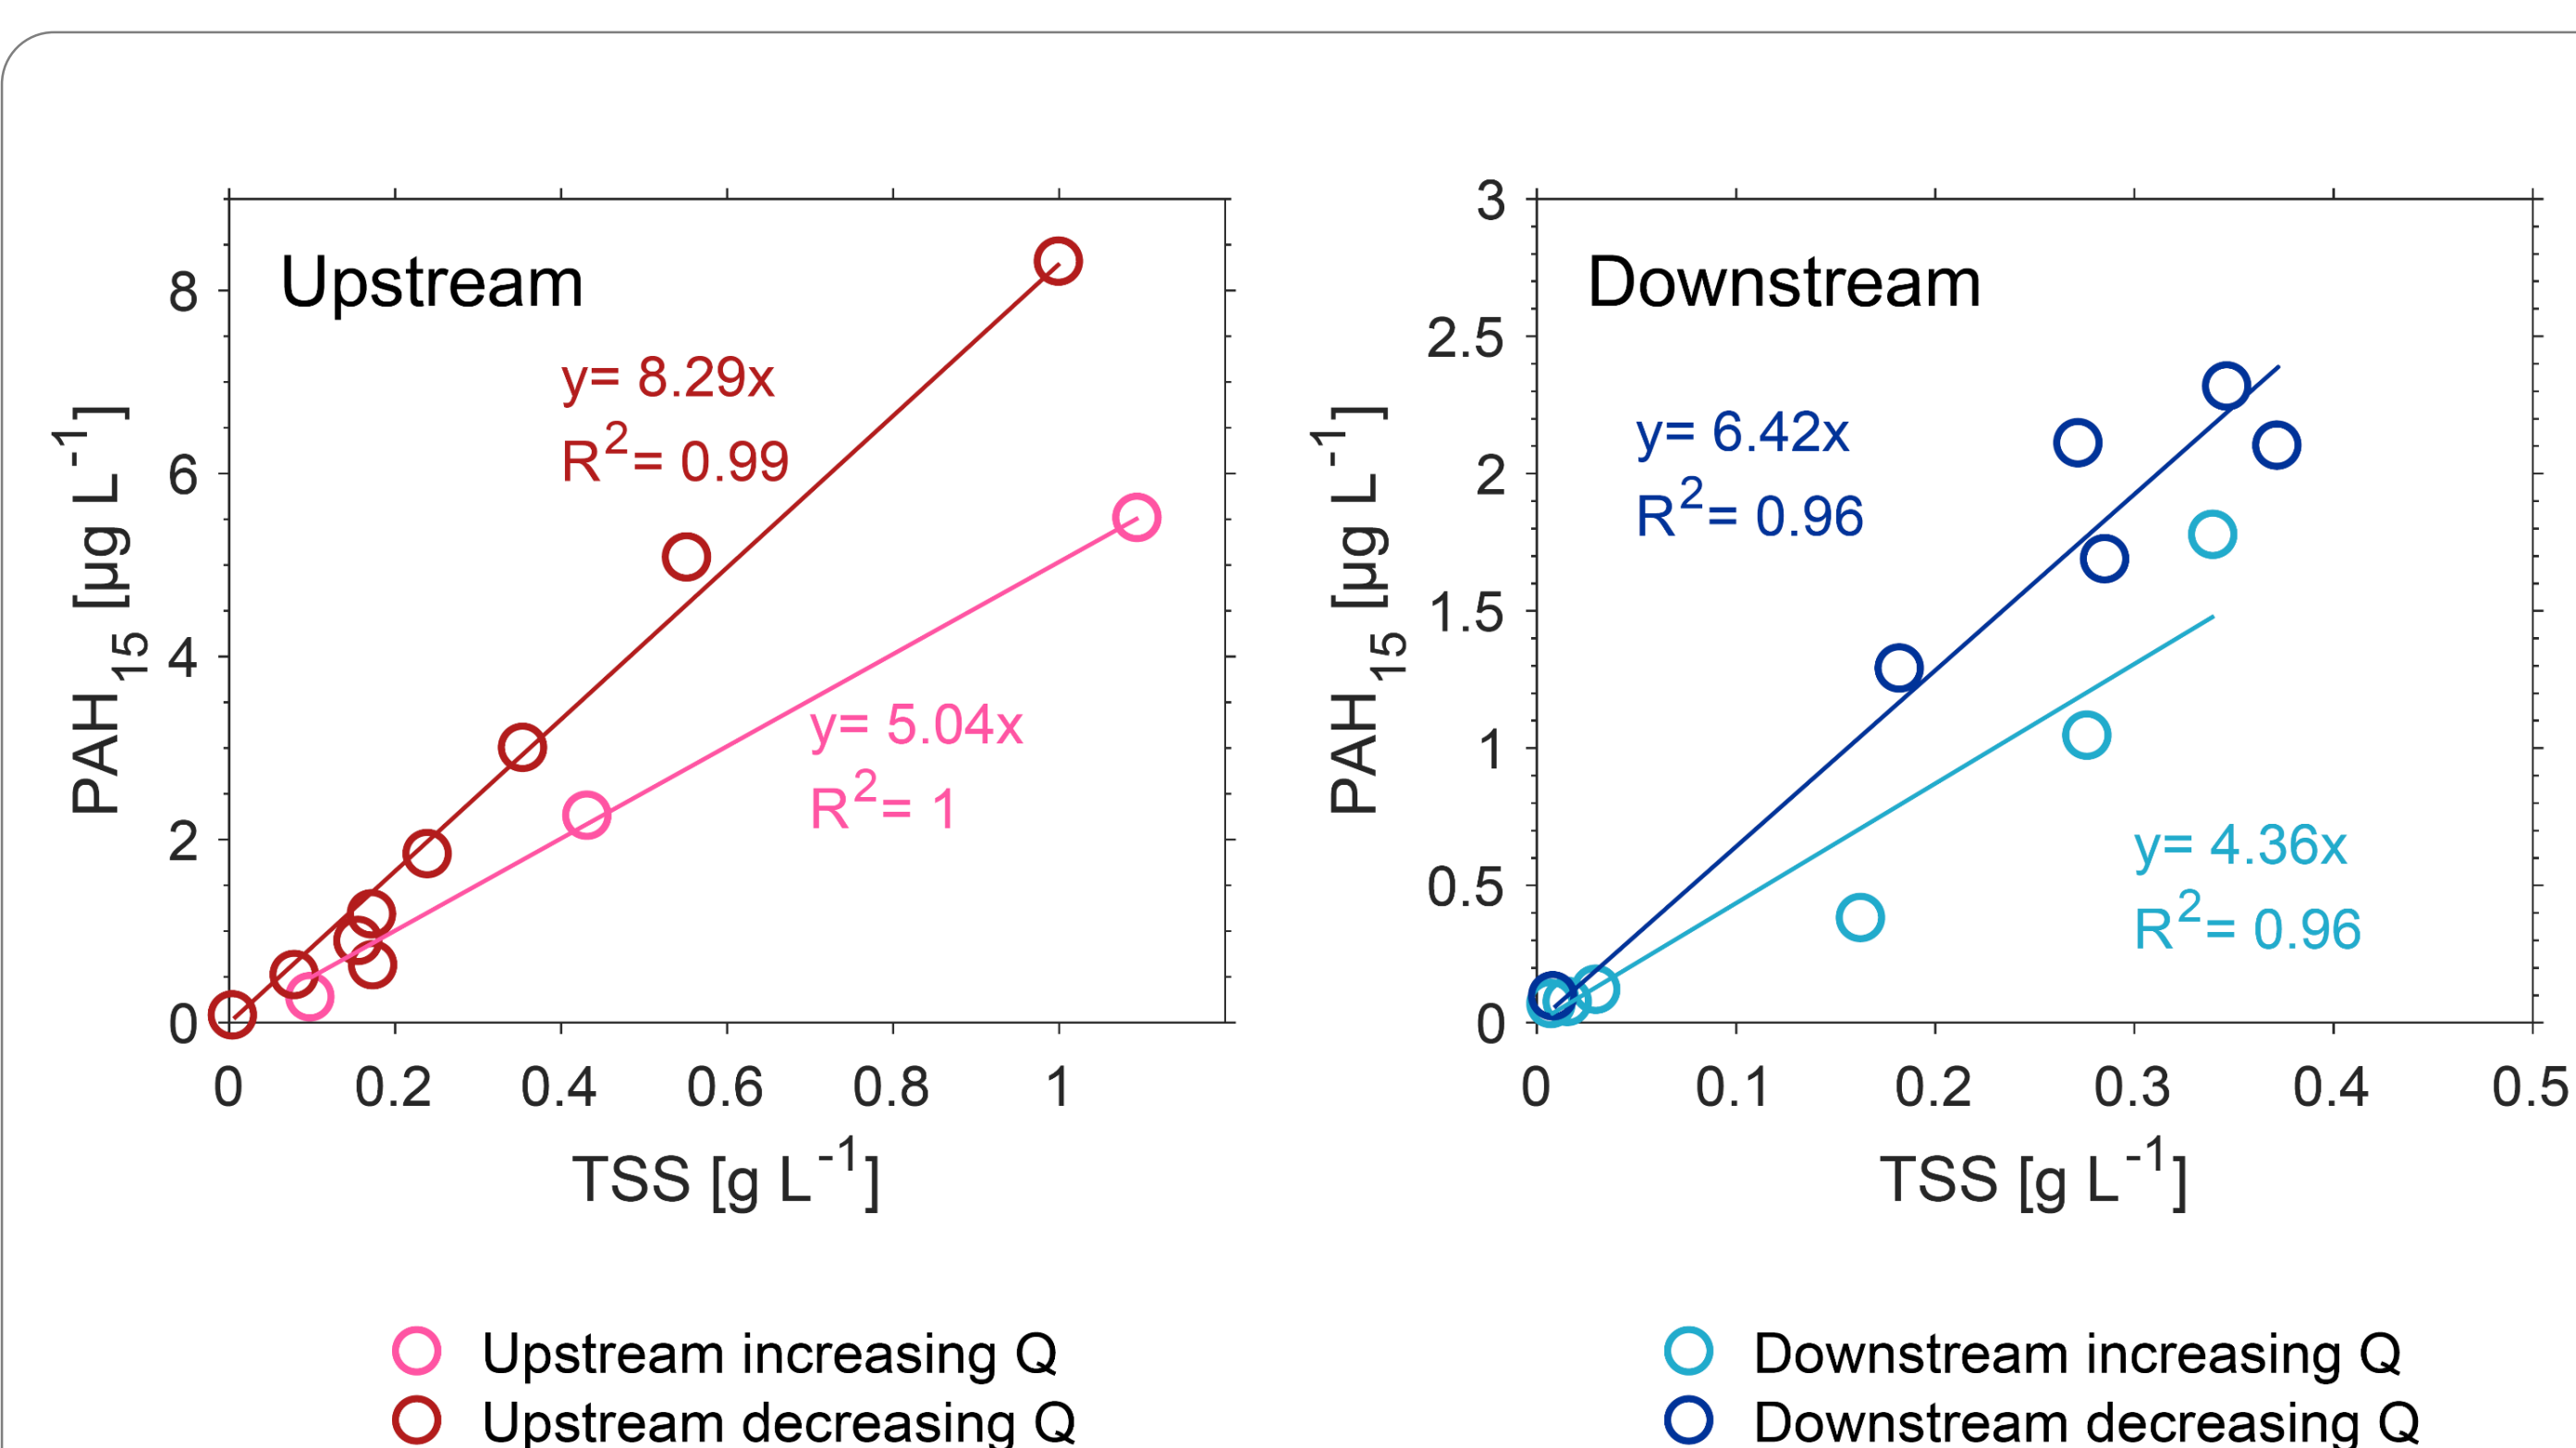 Upstream
y= 8.29x
R²= 0.99
y= 5.04x
R²= 1
8
6
4
2
0
0 0.2 0.4 0.6 0.8 1
PAH₁₅ [µg L⁻¹]
TSS [g L⁻¹]
Upstream increasing Q
Upstream decreasing Q
Downstream
y= 6.42x
R²= 0.96
y= 4.36x
R²= 0.96
3
2.5
2
1.5
1
0.5
0
0 0.1 0.2 0.3 0.4 0.5
PAH₁₅ [µg L⁻¹]
TSS [g L⁻¹]
Downstream increasing Q
Downstream decreasing Q